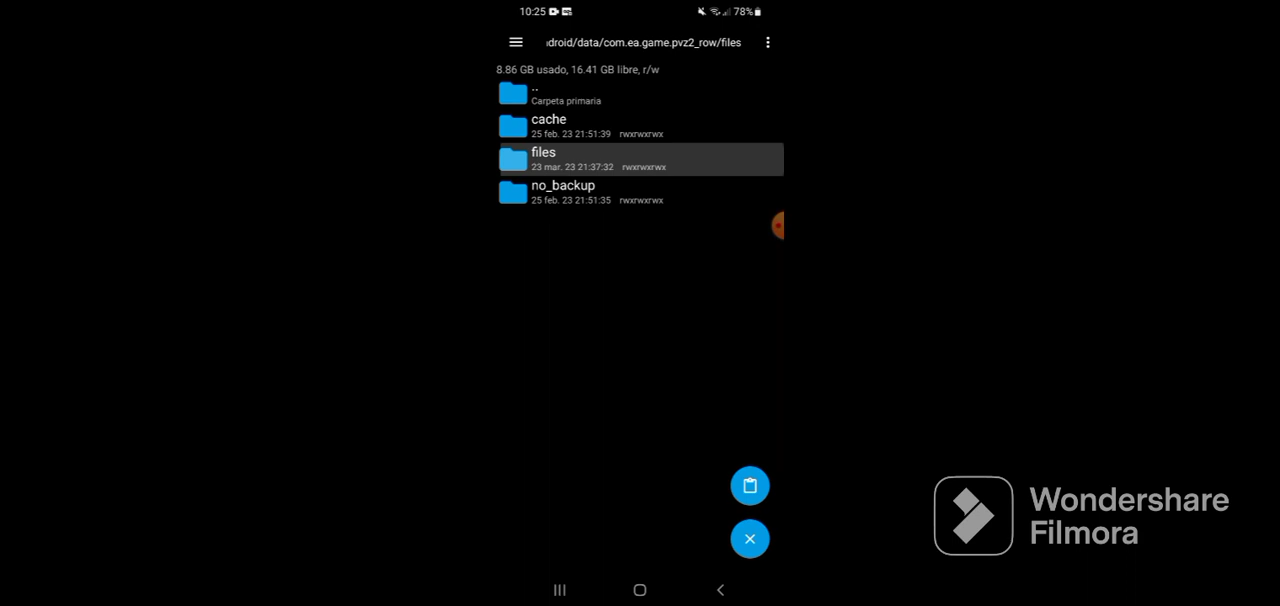 10:25
78%
ıdroid/data/com.ea.game.pvz2_row/files
8.86 GB usado, 16.41 GB libre, r/w
..
Carpeta primaria
cache
25 feb. 23 21:51:39 rwxrwxrwx
files
23 mar. 23 21:37:32 rwxrwxrwx
no_backup
25 feb. 23 21:51:35 rwxrwxrwx
Wondershare
Filmora